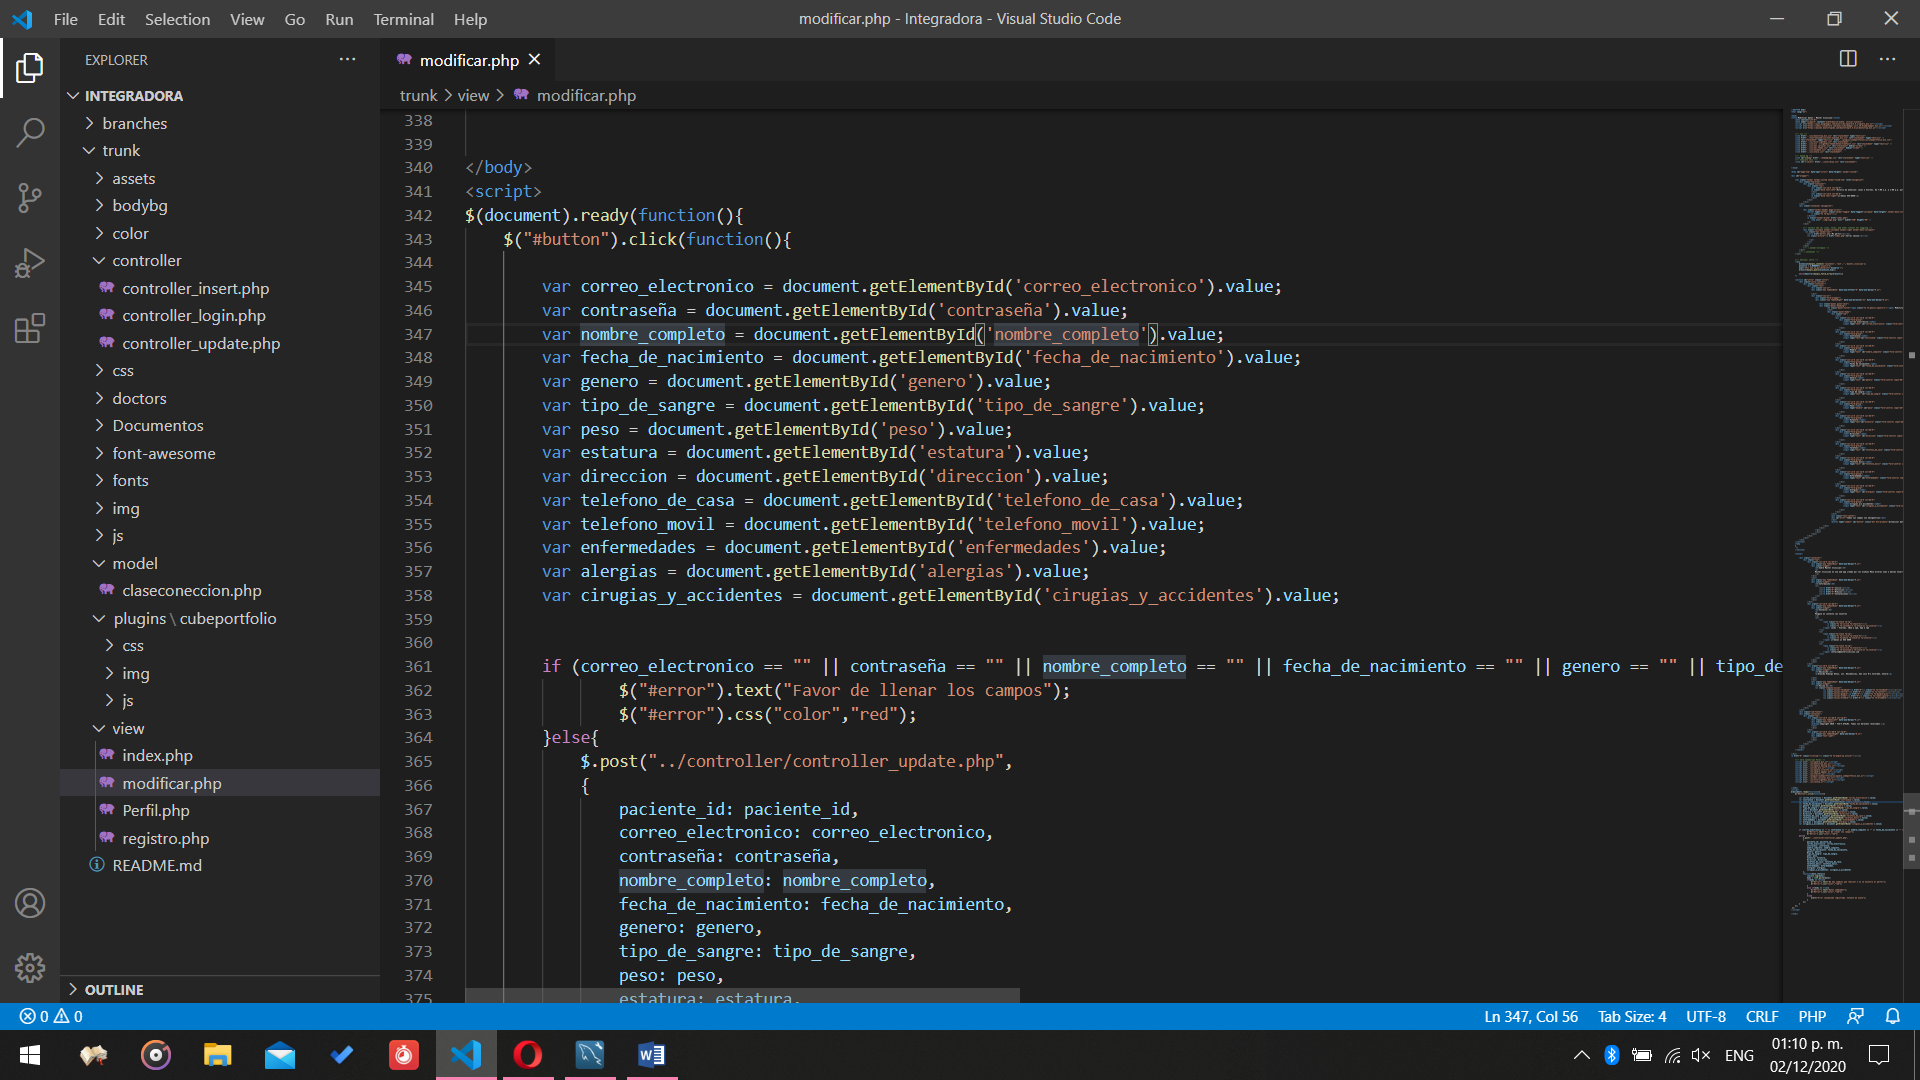 File Edit Selection View Go Run Terminal Help
modificar.php - Integradora - Visual Studio Code
EXPLORER
INTEGRADORA
branches
trunk
assets
bodybg
color
controller
controller_insert.php
controller_login.php
controller_update.php
css
doctors
Documentos
font-awesome
fonts
img
js
model
claseconeccion.php
plugins \ cubeportfolio
css
img
js
view
index.php
modificar.php
Perfil.php
registro.php
README.md
OUTLINE
modificar.php
trunk > view > modificar.php
338
339
340 </body>
341 <script>
342 $(document).ready(function(){
343 $("#button").click(function(){
344
345 var correo_electronico = document.getElementById('correo_electronico').value;
346 var contraseña = document.getElementById('contraseña').value;
347 var nombre_completo = document.getElementById('nombre_completo').value;
348 var fecha_de_nacimiento = document.getElementById('fecha_de_nacimiento').value;
349 var genero = document.getElementById('genero').value;
350 var tipo_de_sangre = document.getElementById('tipo_de_sangre').value;
351 var peso = document.getElementById('peso').value;
352 var estatura = document.getElementById('estatura').value;
353 var direccion = document.getElementById('direccion').value;
354 var telefono_de_casa = document.getElementById('telefono_de_casa').value;
355 var telefono_movil = document.getElementById('telefono_movil').value;
356 var enfermedades = document.getElementById('enfermedades').value;
357 var alergias = document.getElementById('alergias').value;
358 var cirugias_y_accidentes = document.getElementById('cirugias_y_accidentes').value;
359
360
361 if (correo_electronico == "" || contraseña == "" || nombre_completo == "" || fecha_de_nacimiento == "" || genero == "" || tipo_de
362 $("#error").text("Favor de llenar los campos");
363 $("#error").css("color","red");
364 }else{
365 $.post("../controller/controller_update.php",
366 {
367 paciente_id: paciente_id,
368 correo_electronico: correo_electronico,
369 contraseña: contraseña,
370 nombre_completo: nombre_completo,
371 fecha_de_nacimiento: fecha_de_nacimiento,
372 genero: genero,
373 tipo_de_sangre: tipo_de_sangre,
374 peso: peso,
375 estatura: estatura,
0 0
Ln 347, Col 56 Tab Size: 4 UTF-8 CRLF PHP
ENG
01:10 p. m.
02/12/2020